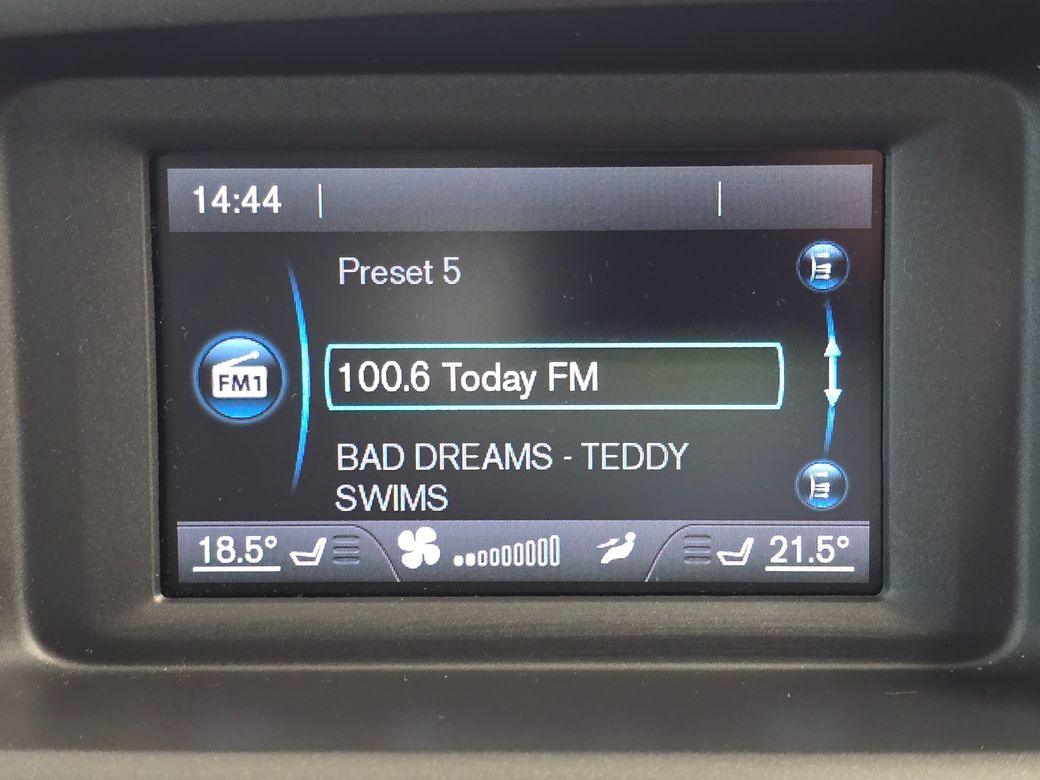 14:44
Preset 5
FM1
100.6 Today FM
BAD DREAMS - TEDDY
SWIMS
18.5° 21.5°